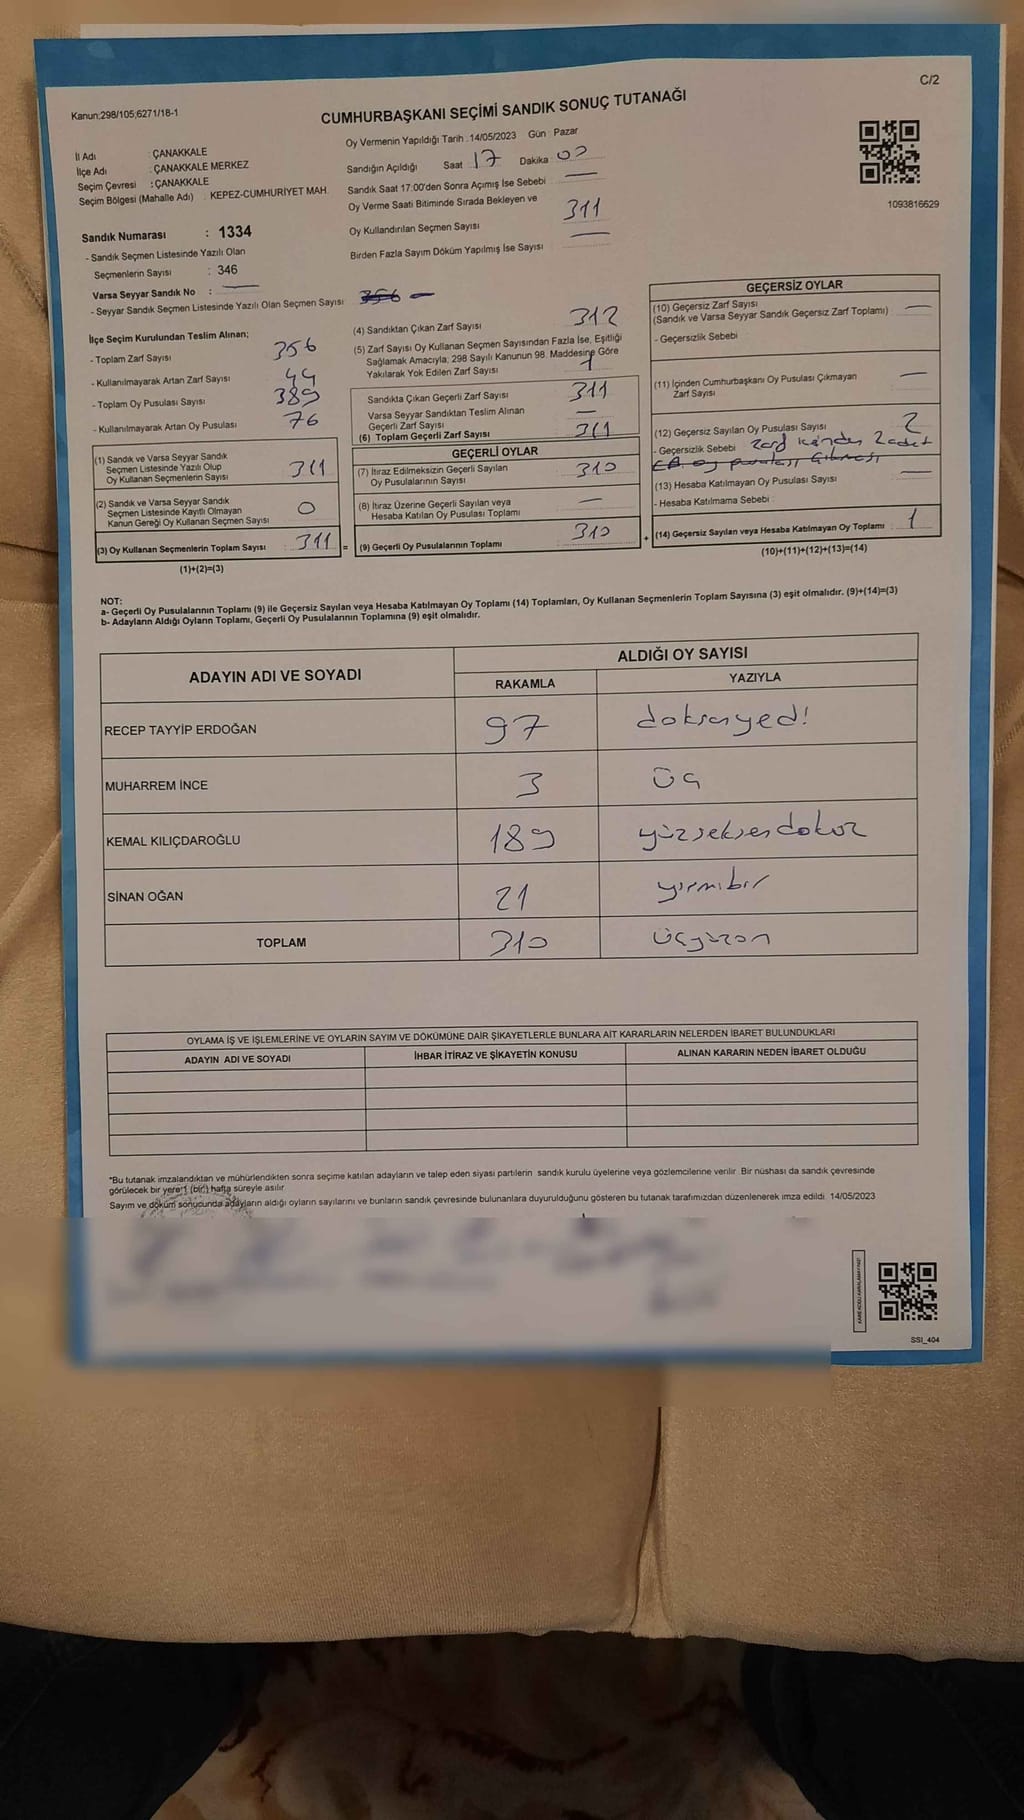 C/2
Kanun;298/105;6271/18-1
CUMHURBAŞKANI SEÇİMİ SANDIK SONUÇ TUTANAĞI
Oy Vermenin Yapıldığı Tarih :14/05/2023 Gün : Pazar
İl Adı : ÇANAKKALE
İlçe Adı : ÇANAKKALE MERKEZ
Seçim Çevresi : ÇANAKKALE
Seçim Bölgesi (Mahalle Adı) : KEPEZ-CUMHURİYET MAH.
Sandığın Açıldığı Saat 17 Dakika 00
Sandık Saat 17:00'den Sonra Açımış İse Sebebi —
Oy Verme Saati Bitiminde Sırada Bekleyen ve
Oy Kullandırılan Seçmen Sayısı 311
Birden Fazla Sayım Döküm Yapılmış İse Sayısı —
1093816629
Sandık Numarası : 1334
- Sandık Seçmen Listesinde Yazılı Olan
Seçmenlerin Sayısı : 346
Varsa Seyyar Sandık No : —
- Seyyar Sandık Seçmen Listesinde Yazılı Olan Seçmen Sayısı 356 —
İlçe Seçim Kurulundan Teslim Alınan;
- Toplam Zarf Sayısı 356
- Kullanılmayarak Artan Zarf Sayısı 44
- Toplam Oy Pusulası Sayısı 389
- Kullanılmayarak Artan Oy Pusulası 76
(1) Sandık ve Varsa Seyyar Sandık
Seçmen Listesinde Yazılı Olup
Oy Kullanan Seçmenlerin Sayısı 311
(2) Sandık ve Varsa Seyyar Sandık
Seçmen Listesinde Kayıtlı Olmayan
Kanun Gereği Oy Kullanan Seçmen Sayısı 0
(3) Oy Kullanan Seçmenlerin Toplam Sayısı : 311 =
(1)+(2)=(3)
(4) Sandıktan Çıkan Zarf Sayısı 312
(5) Zarf Sayısı Oy Kullanan Seçmen Sayısından Fazla İse, Eşitliği
Sağlamak Amacıyla, 298 Sayılı Kanunun 98. Maddesine Göre
Yakılarak Yok Edilen Zarf Sayısı 1
Sandıkta Çıkan Geçerli Zarf Sayısı 311
Varsa Seyyar Sandıktan Teslim Alınan
Geçerli Zarf Sayısı —
(6) Toplam Geçerli Zarf Sayısı 311
GEÇERLİ OYLAR
(7) İtiraz Edilmeksizin Geçerli Sayılan
Oy Pusulalarının Sayısı 310
(8) İtiraz Üzerine Geçerli Sayılan veya
Hesaba Katılan Oy Pusulası Toplamı —
(9) Geçerli Oy Pusulalarının Toplamı 310 +
GEÇERSİZ OYLAR
(10) Geçersiz Zarf Sayısı
(Sandık ve Varsa Seyyar Sandık Geçersiz Zarf Toplamı) : —
- Geçersizlik Sebebi
(11) İçinden Cumhurbaşkanı Oy Pusulası Çıkmayan
Zarf Sayısı —
(12) Geçersiz Sayılan Oy Pusulası Sayısı 2
- Geçersizlik Sebebi Zarf içinden 2 adet
CB oy pusulası çıkması
(13) Hesaba Katılmayan Oy Pusulası Sayısı —
- Hesaba Katılmama Sebebi :
(14) Geçersiz Sayılan veya Hesaba Katılmayan Oy Toplamı : 1
(10)+(11)+(12)+(13)=(14)
NOT:
a- Geçerli Oy Pusulalarının Toplamı (9) ile Geçersiz Sayılan veya Hesaba Katılmayan Oy Toplamı (14) Toplamları, Oy Kullanan Seçmenlerin Toplam Sayısına (3) eşit olmalıdır. (9)+(14)=(3)
b- Adayların Aldığı Oyların Toplamı, Geçerli Oy Pusulalarının Toplamına (9) eşit olmalıdır.
ADAYIN ADI VE SOYADI ALDIĞI OY SAYISI
RAKAMLA YAZIYLA
RECEP TAYYİP ERDOĞAN 97 doksanyedi
MUHARREM İNCE 3 üç
KEMAL KILIÇDAROĞLU 189 yüzseksendokuz
SİNAN OĞAN 21 yirmibir
TOPLAM 310 üçyüzon
OYLAMA İŞ VE İŞLEMLERİNE VE OYLARIN SAYIM VE DÖKÜMÜNE DAİR ŞİKAYETLERLE BUNLARA AİT KARARLARIN NELERDEN İBARET BULUNDUKLARI
ADAYIN ADI VE SOYADI İHBAR İTİRAZ VE ŞİKAYETİN KONUSU ALINAN KARARIN NEDEN İBARET OLDUĞU
*Bu tutanak imzalandıktan ve mühürlendikten sonra seçime katılan adayların ve talep eden siyasi partilerin sandık kurulu üyelerine veya gözlemcilerine verilir. Bir nüshası da sandık çevresinde
görülecek bir yere 1 (bir) hafta süreyle asılır.
Sayım ve döküm sonucunda adayların aldığı oyların sayılarını ve bunların sandık çevresinde bulunanlara duyurulduğunu gösteren bu tutanak tarafımızdan düzenlenerek imza edildi. 14/05/2023
SSI_404